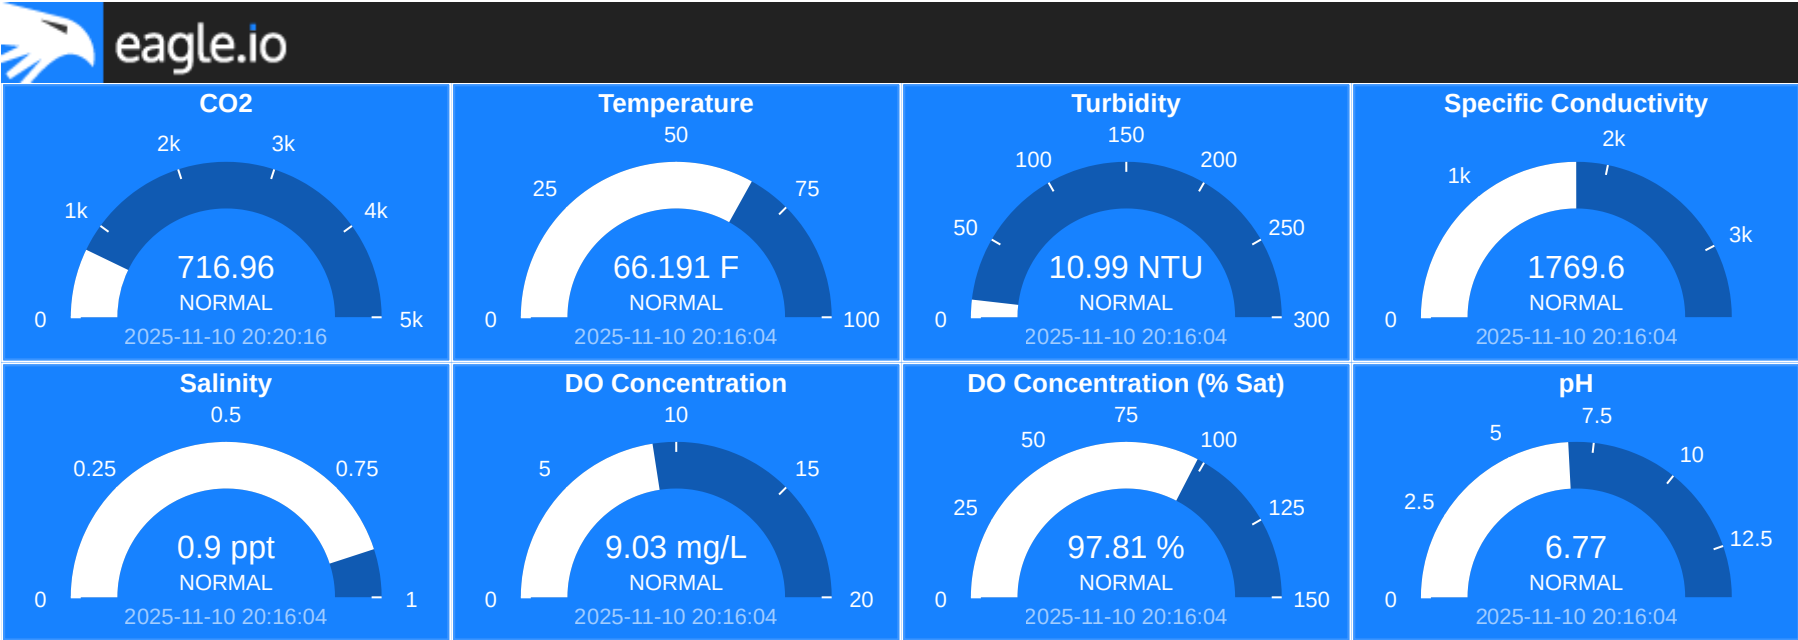 eagle.io
CO2
2k
3k
1k
4k
0
5k
716.96
NORMAL
2025-11-10 20:20:16
Temperature
50
25
75
0
100
66.191 F
NORMAL
2025-11-10 20:16:04
Turbidity
150
100
200
50
250
0
300
10.99 NTU
NORMAL
2025-11-10 20:16:04
Specific Conductivity
2k
1k
3k
0
1769.6
NORMAL
2025-11-10 20:16:04
Salinity
0.5
0.25
0.75
0
1
0.9 ppt
NORMAL
2025-11-10 20:16:04
DO Concentration
10
5
15
0
20
9.03 mg/L
NORMAL
2025-11-10 20:16:04
DO Concentration (% Sat)
75
50
100
25
125
0
150
97.81 %
NORMAL
2025-11-10 20:16:04
pH
7.5
5
10
2.5
12.5
0
6.77
NORMAL
2025-11-10 20:16:04